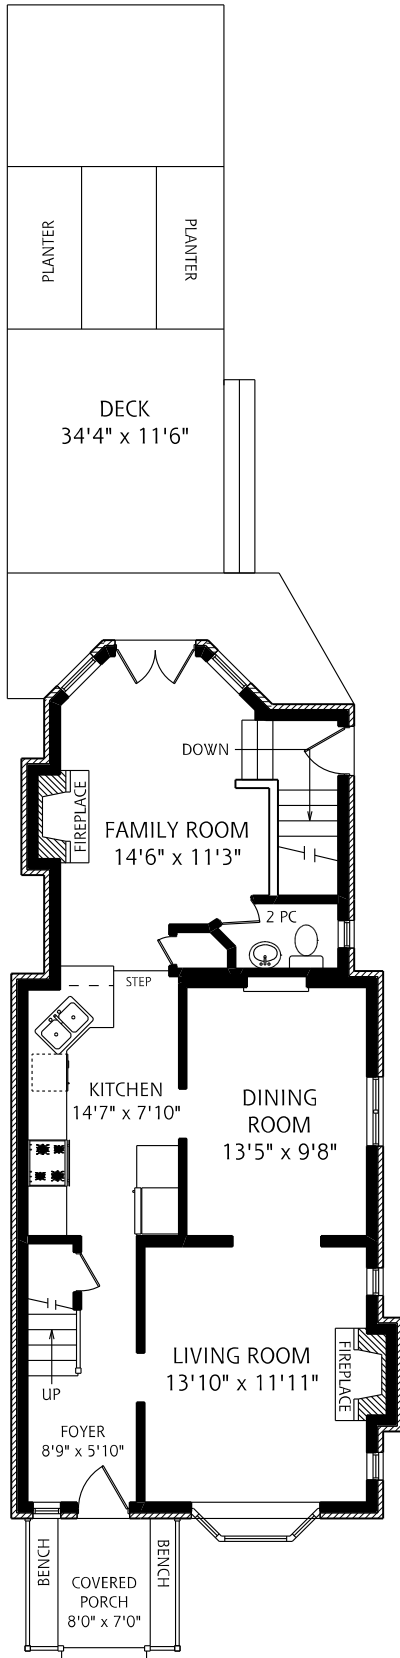 PLANTER
PLANTER
DECK
34'4" x 11'6"
DOWN
FIREPLACE
FAMILY ROOM
14'6" x 11'3"
2 PC
STEP
KITCHEN
14'7" x 7'10"
DINING
ROOM
13'5" x 9'8"
LIVING ROOM
13'10" x 11'11"
FIREPLACE
UP
FOYER
8'9" x 5'10"
BENCH
BENCH
COVERED
PORCH
8'0" x 7'0"